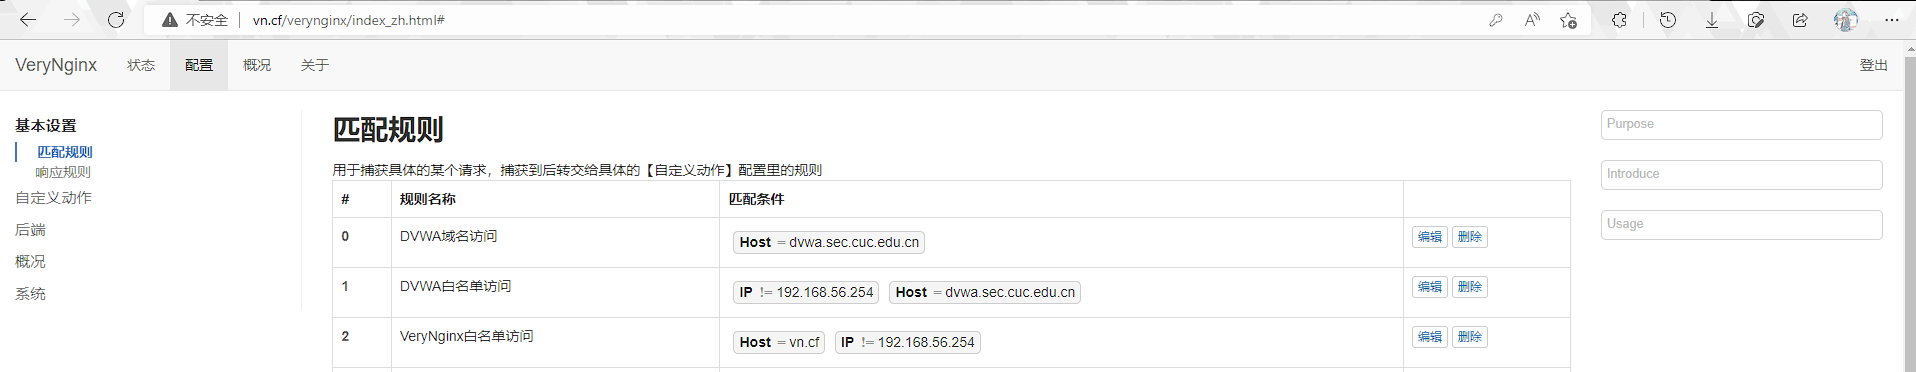 不安全 vn.cf/verynginx/index_zh.html#
VeryNginx 状态 配置 概况 关于 登出
基本设置
匹配规则
响应规则
自定义动作
后端
概况
系统
匹配规则
用于捕获具体的某个请求，捕获到后转交给具体的【自定义动作】配置里的规则
# 规则名称 匹配条件
0 DVWA域名访问 Host = dvwa.sec.cuc.edu.cn 编辑 删除
1 DVWA白名单访问 IP != 192.168.56.254 Host = dvwa.sec.cuc.edu.cn 编辑 删除
2 VeryNginx白名单访问 Host = vn.cf IP != 192.168.56.254 编辑 删除
Purpose
Introduce
Usage